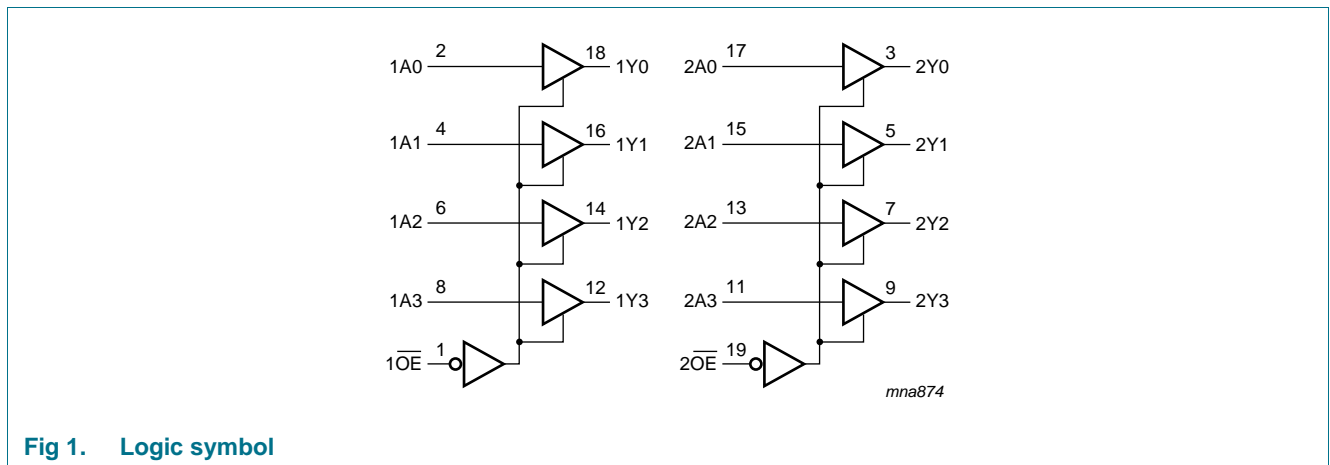 1A0 2 18 1Y0
1A1 4 16 1Y1
1A2 6 14 1Y2
1A3 8 12 1Y3
1O̅E̅ 1
2A0 17 3 2Y0
2A1 15 5 2Y1
2A2 13 7 2Y2
2A3 11 9 2Y3
2O̅E̅ 19
mna874
Fig 1. Logic symbol